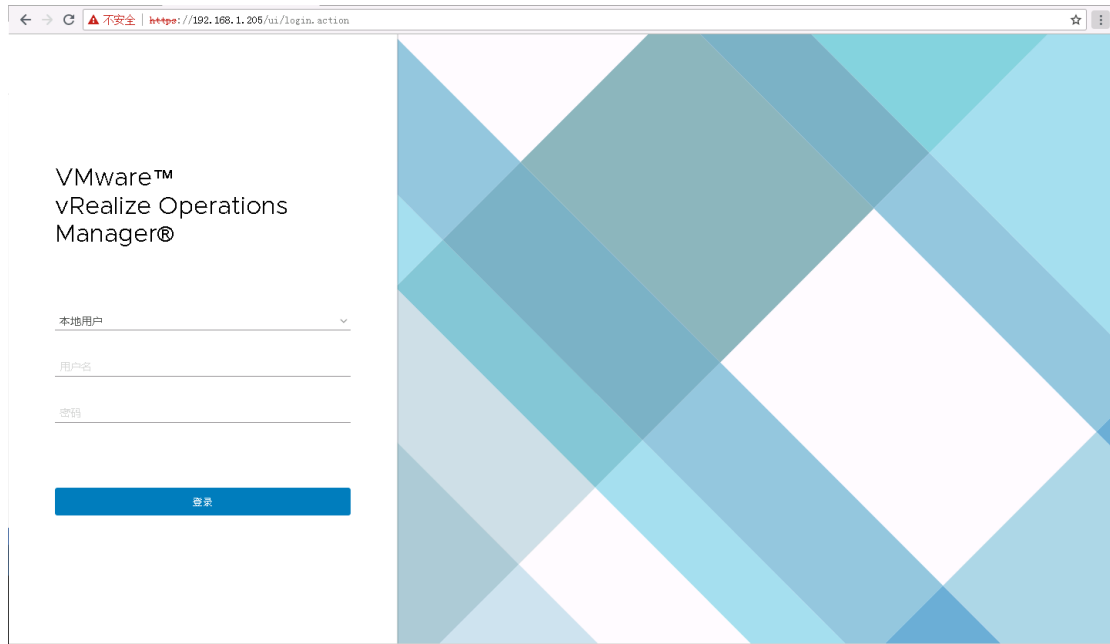 不安全 | https://192.168.1.205/ui/login.action
VMware™
vRealize Operations
Manager®
本地用户
用户名
密码
登录